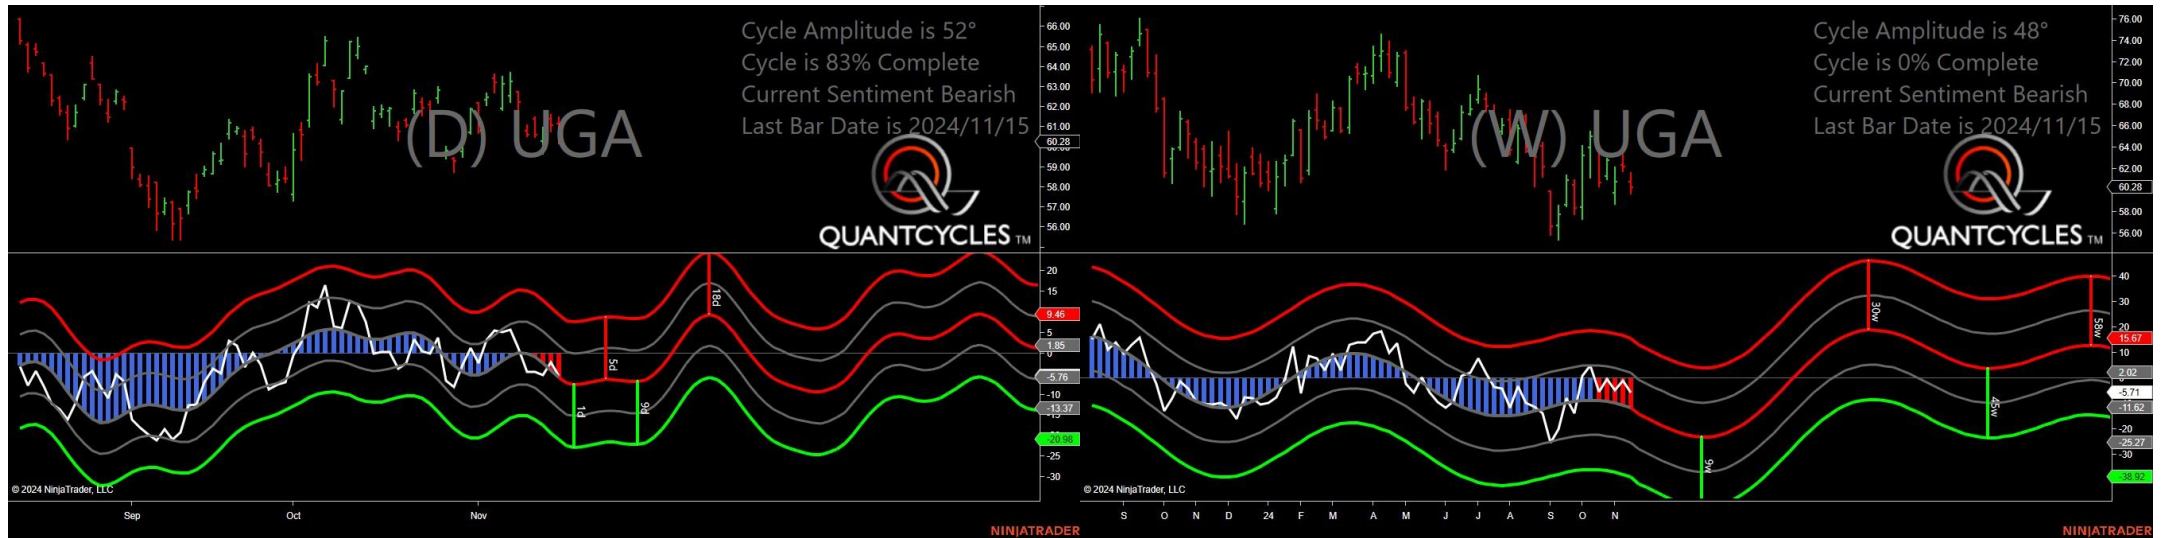 Cycle Amplitude is 52°
Cycle is 83% Complete
Current Sentiment Bearish
Last Bar Date is 2024/11/15
(D) UGA
QUANTCYCLES TM
66.00
65.00
64.00
63.00
62.00
61.00
60.28
59.00
58.00
57.00
56.00
20
15
9.46
5
1.85
0
-5.76
-10
-13.37
-20.98
-25
-30
18d
5d
1d
9d
© 2024 NinjaTrader, LLC
Sep
Oct
Nov
NINJATRADER
Cycle Amplitude is 48°
Cycle is 0% Complete
Current Sentiment Bearish
Last Bar Date is 2024/11/15
(W) UGA
QUANTCYCLES TM
76.00
74.00
72.00
70.00
68.00
66.00
64.00
62.00
60.28
58.00
56.00
40
30
20
15.67
10
2.02
-5.71
-11.62
-20
-25.27
-30
-38.92
30w
58w
45w
9w
© 2024 NinjaTrader, LLC
S
O
N
D
24
F
M
A
M
J
J
A
S
O
N
NINJATRADER